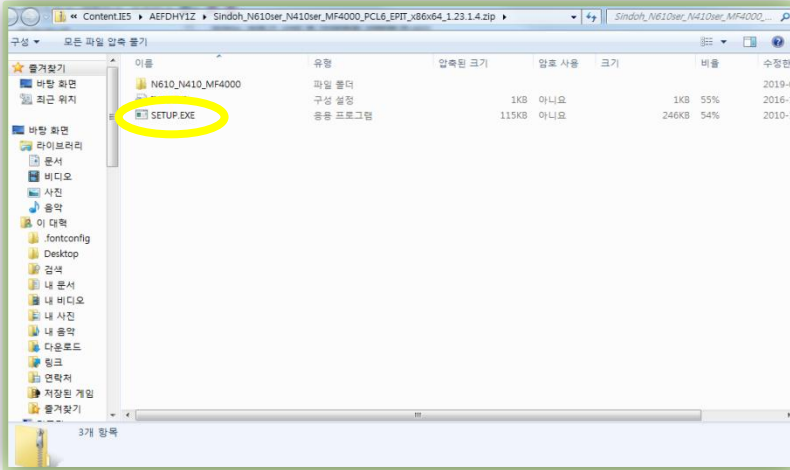 « Content.IE5 ▸ AEFDHY1Z ▸ Sindoh_N610ser_N410ser_MF4000_PCL6_EPIT_x86x64_1.23.1.4.zip ▸ Sindoh_N610ser_N410ser_MF4000_...
구성 ▾ 모든 파일 압축 풀기
이름 유형 압축된 크기 암호 사용 크기 비율 수정한
N610_N410_MF4000 파일 폴더 2019-
구성 설정 1KB 아니요 1KB 55% 2016-
SETUP.EXE 응용 프로그램 115KB 아니요 246KB 54% 2010-
즐겨찾기
바탕 화면
최근 위치
바탕 화면
라이브러리
문서
비디오
사진
음악
이 대혁
.fontconfig
Desktop
검색
내 문서
내 비디오
내 사진
내 음악
다운로드
링크
연락처
저장된 게임
즐겨찾기
3개 항목